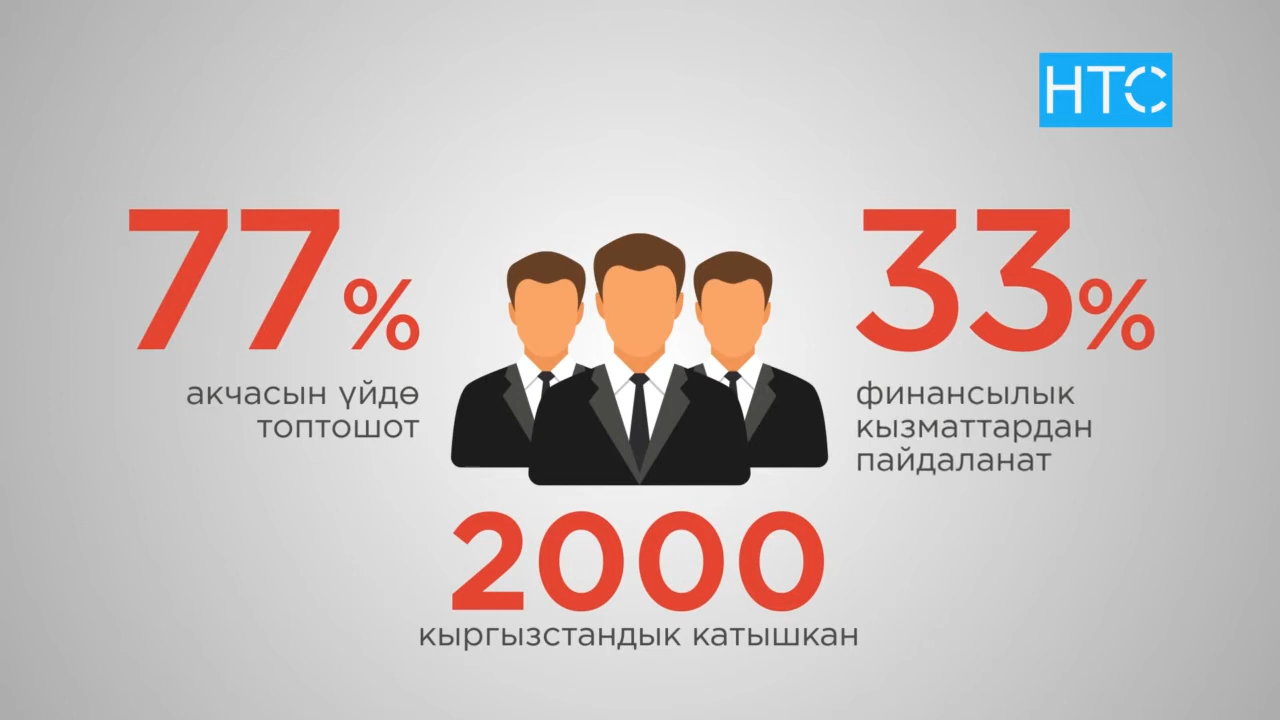 НТС
77%
акчасын үйдө
топтошот
33%
финансылык
кызматтардан
пайдаланат
2000
кыргызстандык катышкан